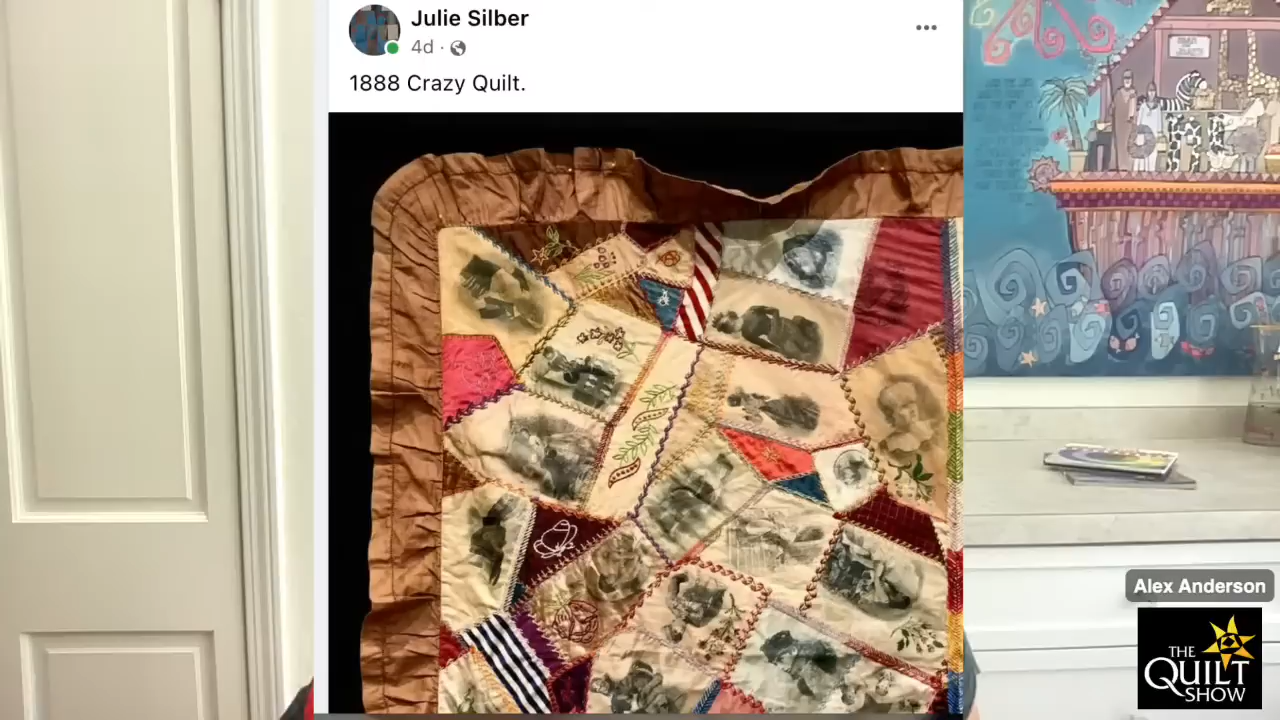 Julie Silber
4d
1888 Crazy Quilt.
Alex Anderson
THE
QUILT
SHOW